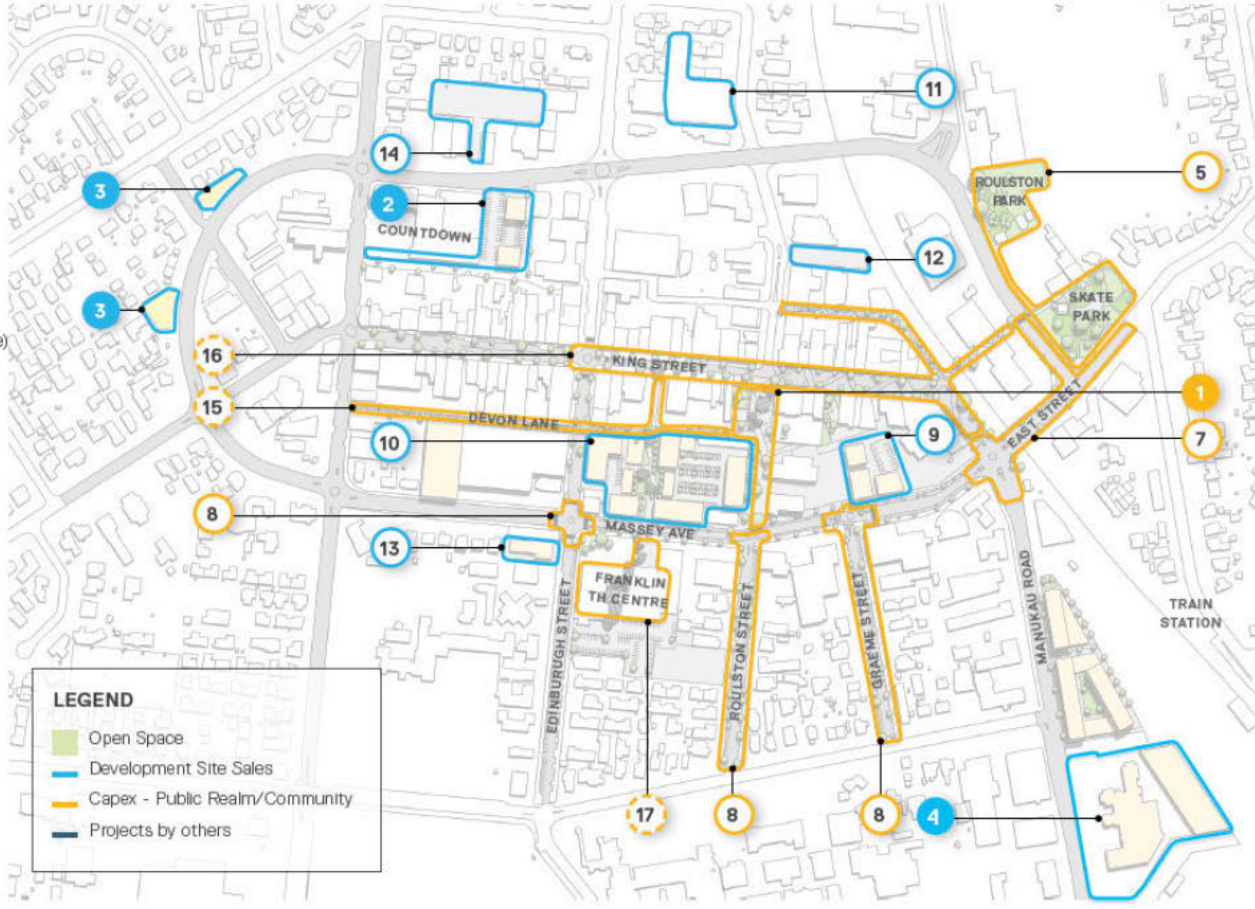 11
14
3
5
ROULSTON
PARK
2
COUNTDOWN
12
SKATE
PARK
3
e)
16
KING STREET
1
15
DEVON LANE
EAST STREET
10
9
7
8
MASSEY AVE
13
FRANKLIN
TH CENTRE
EDINBURUGH STREET
ROULSTON STREET
GRAEME STREET
MANUKAU ROAD
TRAIN
STATION
LEGEND
Open Space
Development Site Sales
Capex - Public Realm/Community
Projects by others
17
8
8
4